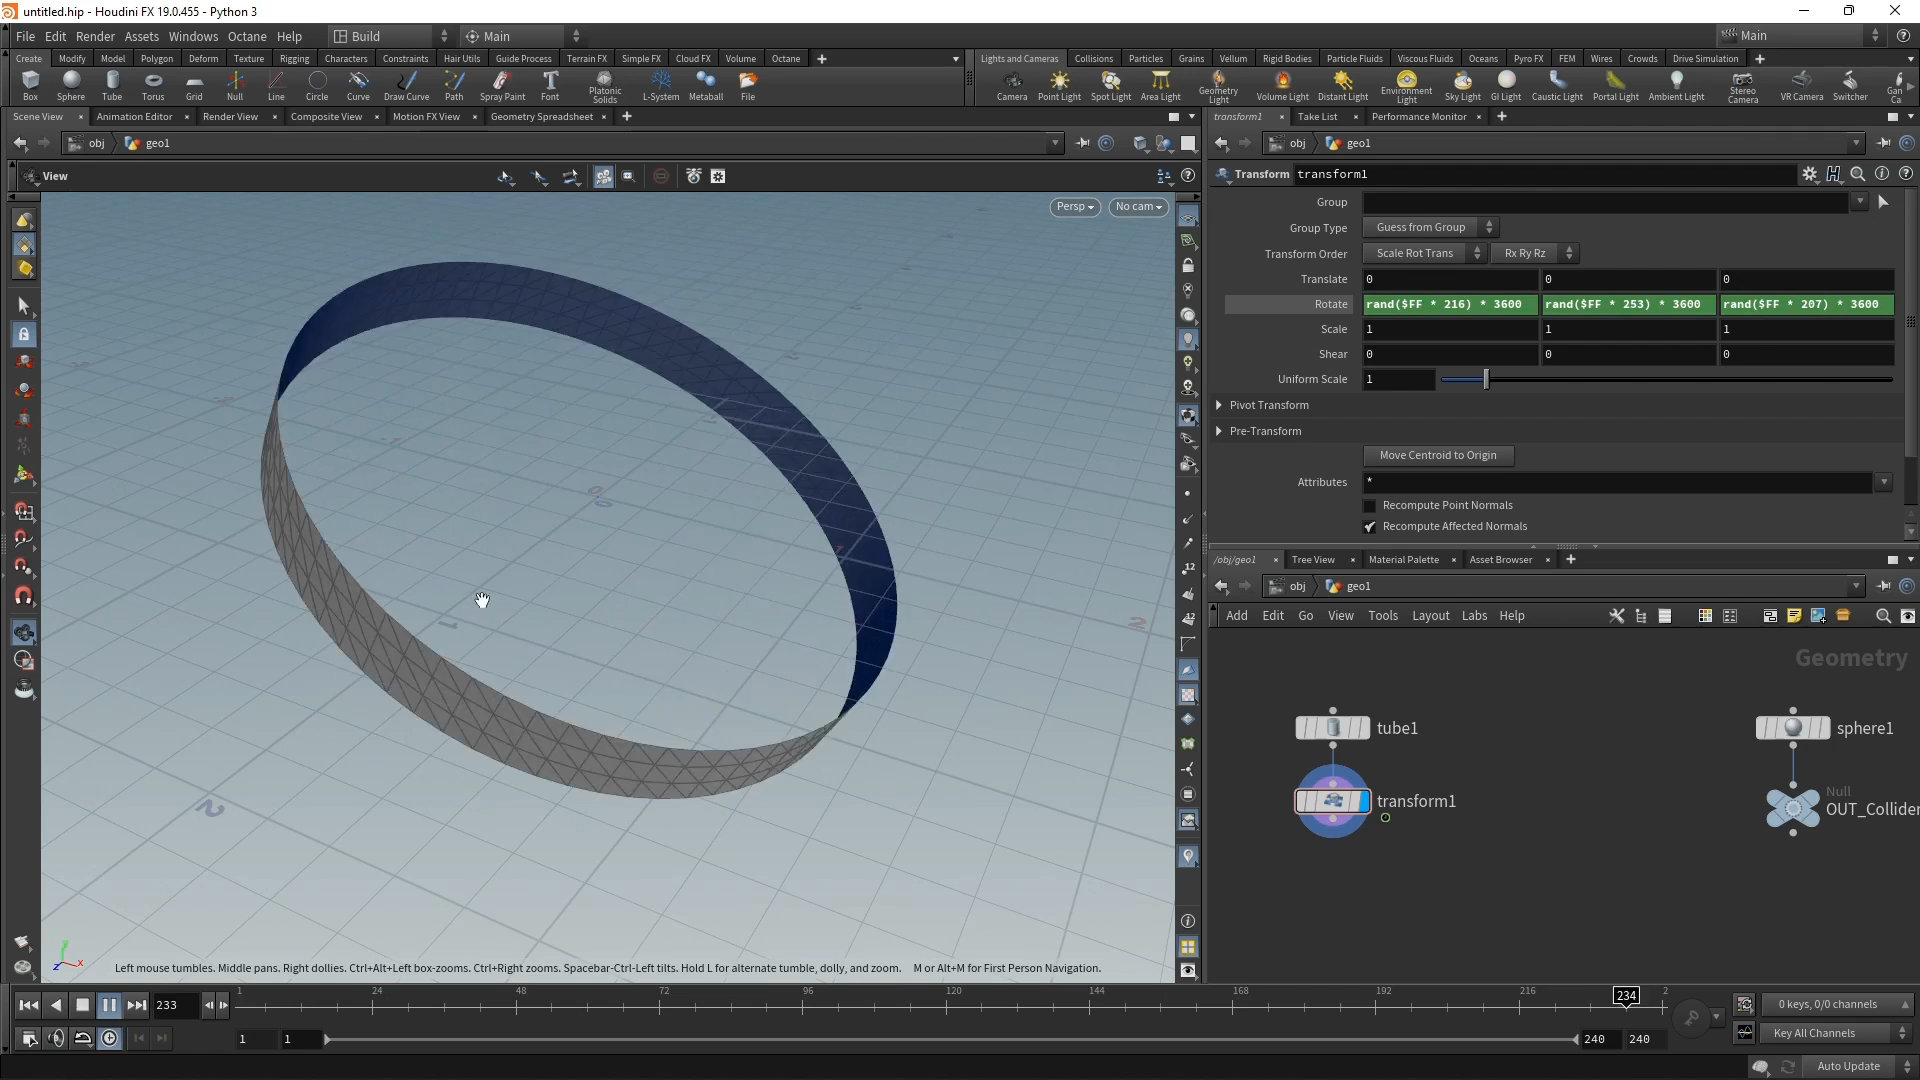 untitled.hip - Houdini FX 19.0.455 - Python 3
File Edit Render Assets Windows Octane Help Build Main Main
Create Modify Model Polygon Deform Texture Rigging Characters Constraints Hair Utils Guide Process Terrain FX Simple FX Cloud FX Volume Octane
Lights and Cameras Collisions Particles Grains Vellum Rigid Bodies Particle Fluids Viscous Fluids Oceans Pyro FX FEM Wires Crowds Drive Simulation
Box Sphere Tube Torus Grid Null Line Circle Curve Draw Curve Path Spray Paint Font Platonic Solids L-System Metaball File
Camera Point Light Spot Light Area Light Geometry Light Volume Light Distant Light Environment Light Sky Light GI Light Caustic Light Portal Light Ambient Light Stereo Camera VR Camera Switcher Gan Ca
Scene View Animation Editor Render View Composite View Motion FX View Geometry Spreadsheet
transform1 Take List Performance Monitor
obj geo1
obj geo1
View
Persp No cam
Transform transform1
Group
Group Type Guess from Group
Transform Order Scale Rot Trans Rx Ry Rz
Translate 0 0 0
Rotate rand($FF * 216) * 3600 rand($FF * 253) * 3600 rand($FF * 207) * 3600
Scale 1 1 1
Shear 0 0 0
Uniform Scale 1
Pivot Transform
Pre-Transform
Move Centroid to Origin
Attributes *
Recompute Point Normals
Recompute Affected Normals
/obj/geo1 Tree View Material Palette Asset Browser
obj geo1
Add Edit Go View Tools Layout Labs Help
Geometry
tube1
transform1
sphere1
Null
OUT_Collider
Left mouse tumbles. Middle pans. Right dollies. Ctrl+Alt+Left box-zooms. Ctrl+Right zooms. Spacebar-Ctrl-Left tilts. Hold L for alternate tumble, dolly, and zoom. M or Alt+M for First Person Navigation.
233 1 24 48 72 96 120 144 168 192 216 234 2
0 keys, 0/0 channels
1 1 240 240
Key All Channels
Auto Update